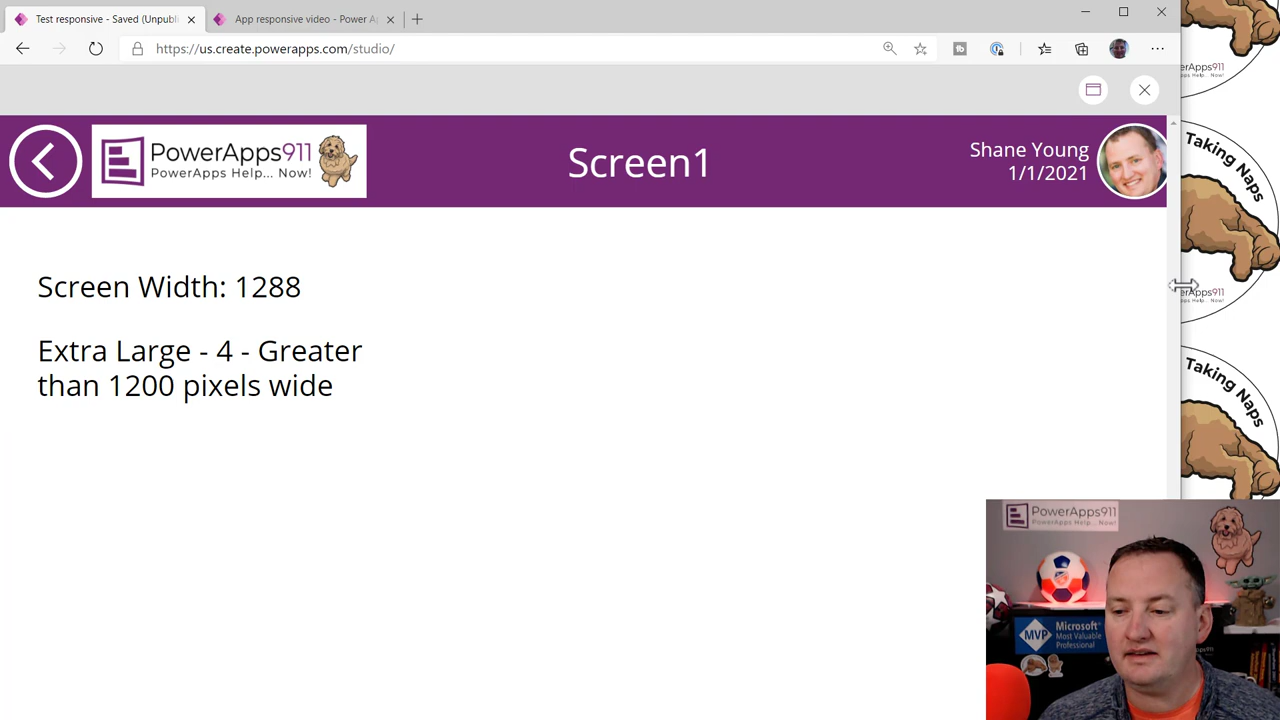 Test responsive - Saved (Unpubli
App responsive video - Power A
https://us.create.powerapps.com/studio/
PowerApps911
PowerApps Help... Now!
Screen1
Shane Young
1/1/2021
Screen Width: 1288
Extra Large - 4 - Greater
than 1200 pixels wide
Taking Naps
Taking Naps
PowerApps911
PowerApps Help... Now!
Microsoft®
MVP
Most Valuable
Professional